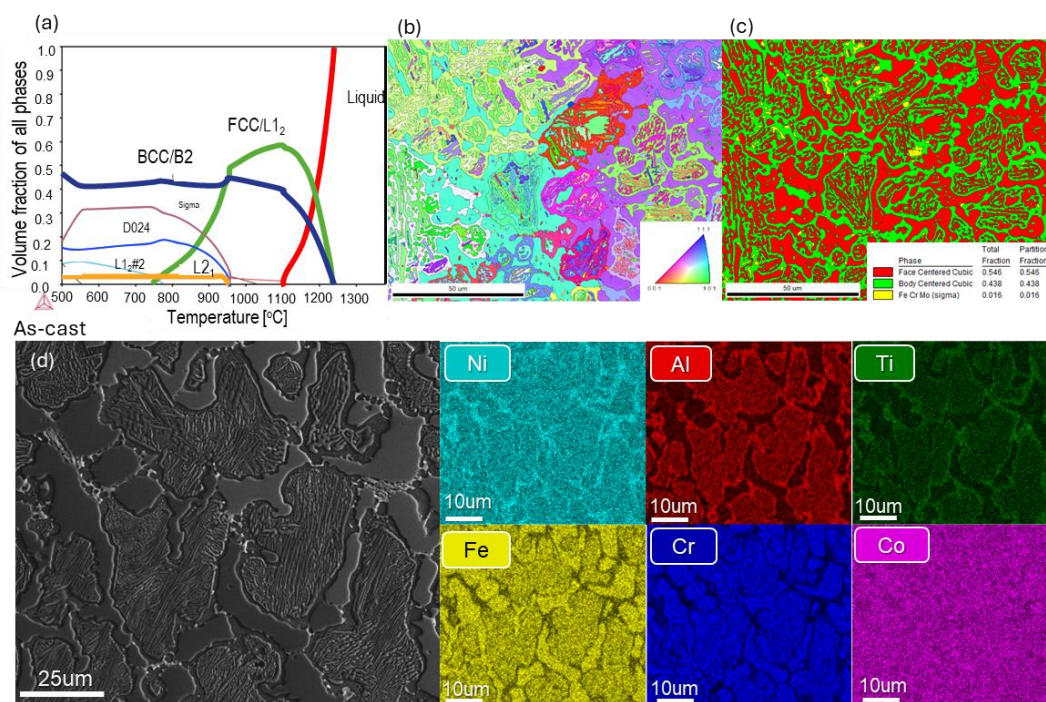 (a)
Volume fraction of all phases
1.0
0.9
0.8
0.7
0.6
0.5
0.4
0.3
0.2
0.1
0
500 600 700 800 900 1000 1100 1200 1300
Temperature [°C]
Liquid
FCC/L1₂
BCC/B2
Sigma
D024
L1₂#2
L2₁
(b)
50 um
111
001
101
(c)
50 um
Total Partition
Phase Fraction Fraction
Face Centered Cubic 0.546 0.546
Body Centered Cubic 0.438 0.438
Fe Cr Mo (sigma) 0.016 0.016
As-cast
(d)
25um
Ni
10um
Al
10um
Ti
10um
Fe
10um
Cr
10um
Co
10um